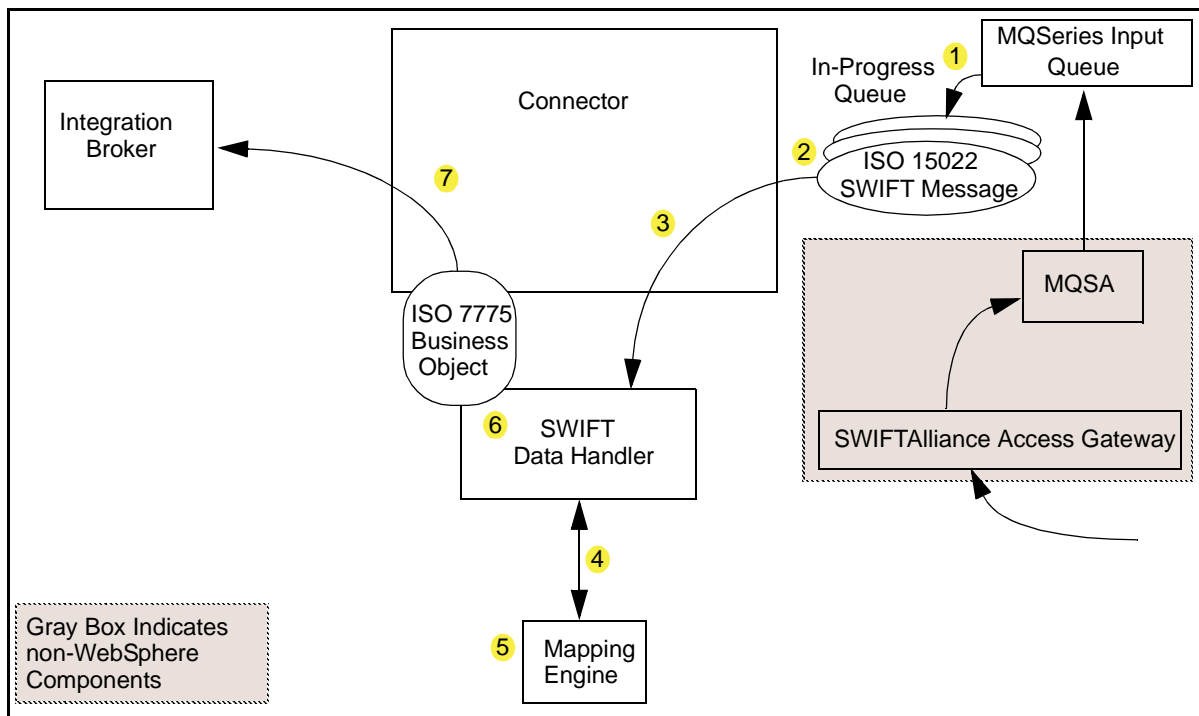 MQSeries Input
Queue
1
In-Progress
Queue
Connector
Integration
Broker
2
ISO 15022
SWIFT Message
7
3
MQSA
ISO 7775
Business
Object
6
SWIFT
Data Handler
SWIFTAlliance Access Gateway
4
5
Mapping
Engine
Gray Box Indicates
non-WebSphere
Components